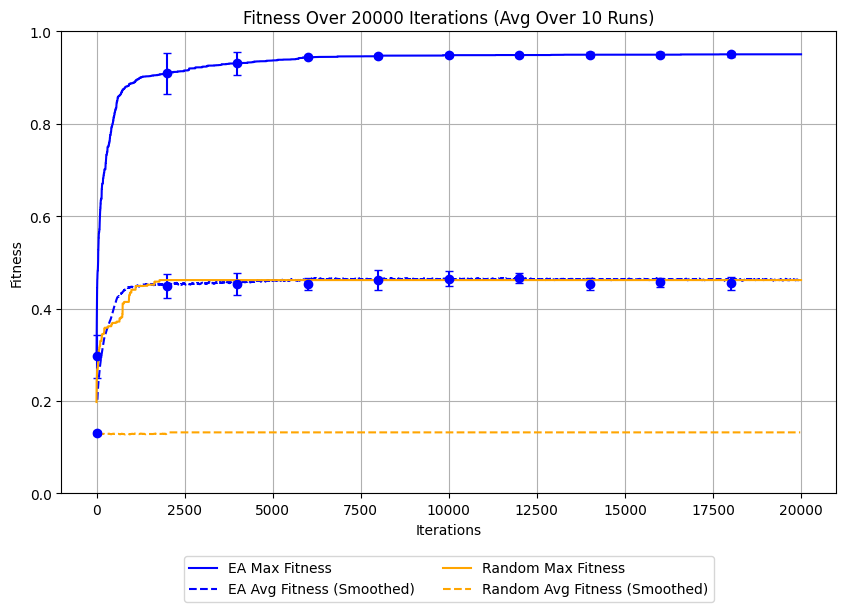 Fitness Over 20000 Iterations (Avg Over 10 Runs)
1.0
0.8
0.6
0.4
0.2
0.0
Fitness
0 2500 5000 7500 10000 12500 15000 17500 20000
Iterations
EA Max Fitness Random Max Fitness
EA Avg Fitness (Smoothed) Random Avg Fitness (Smoothed)